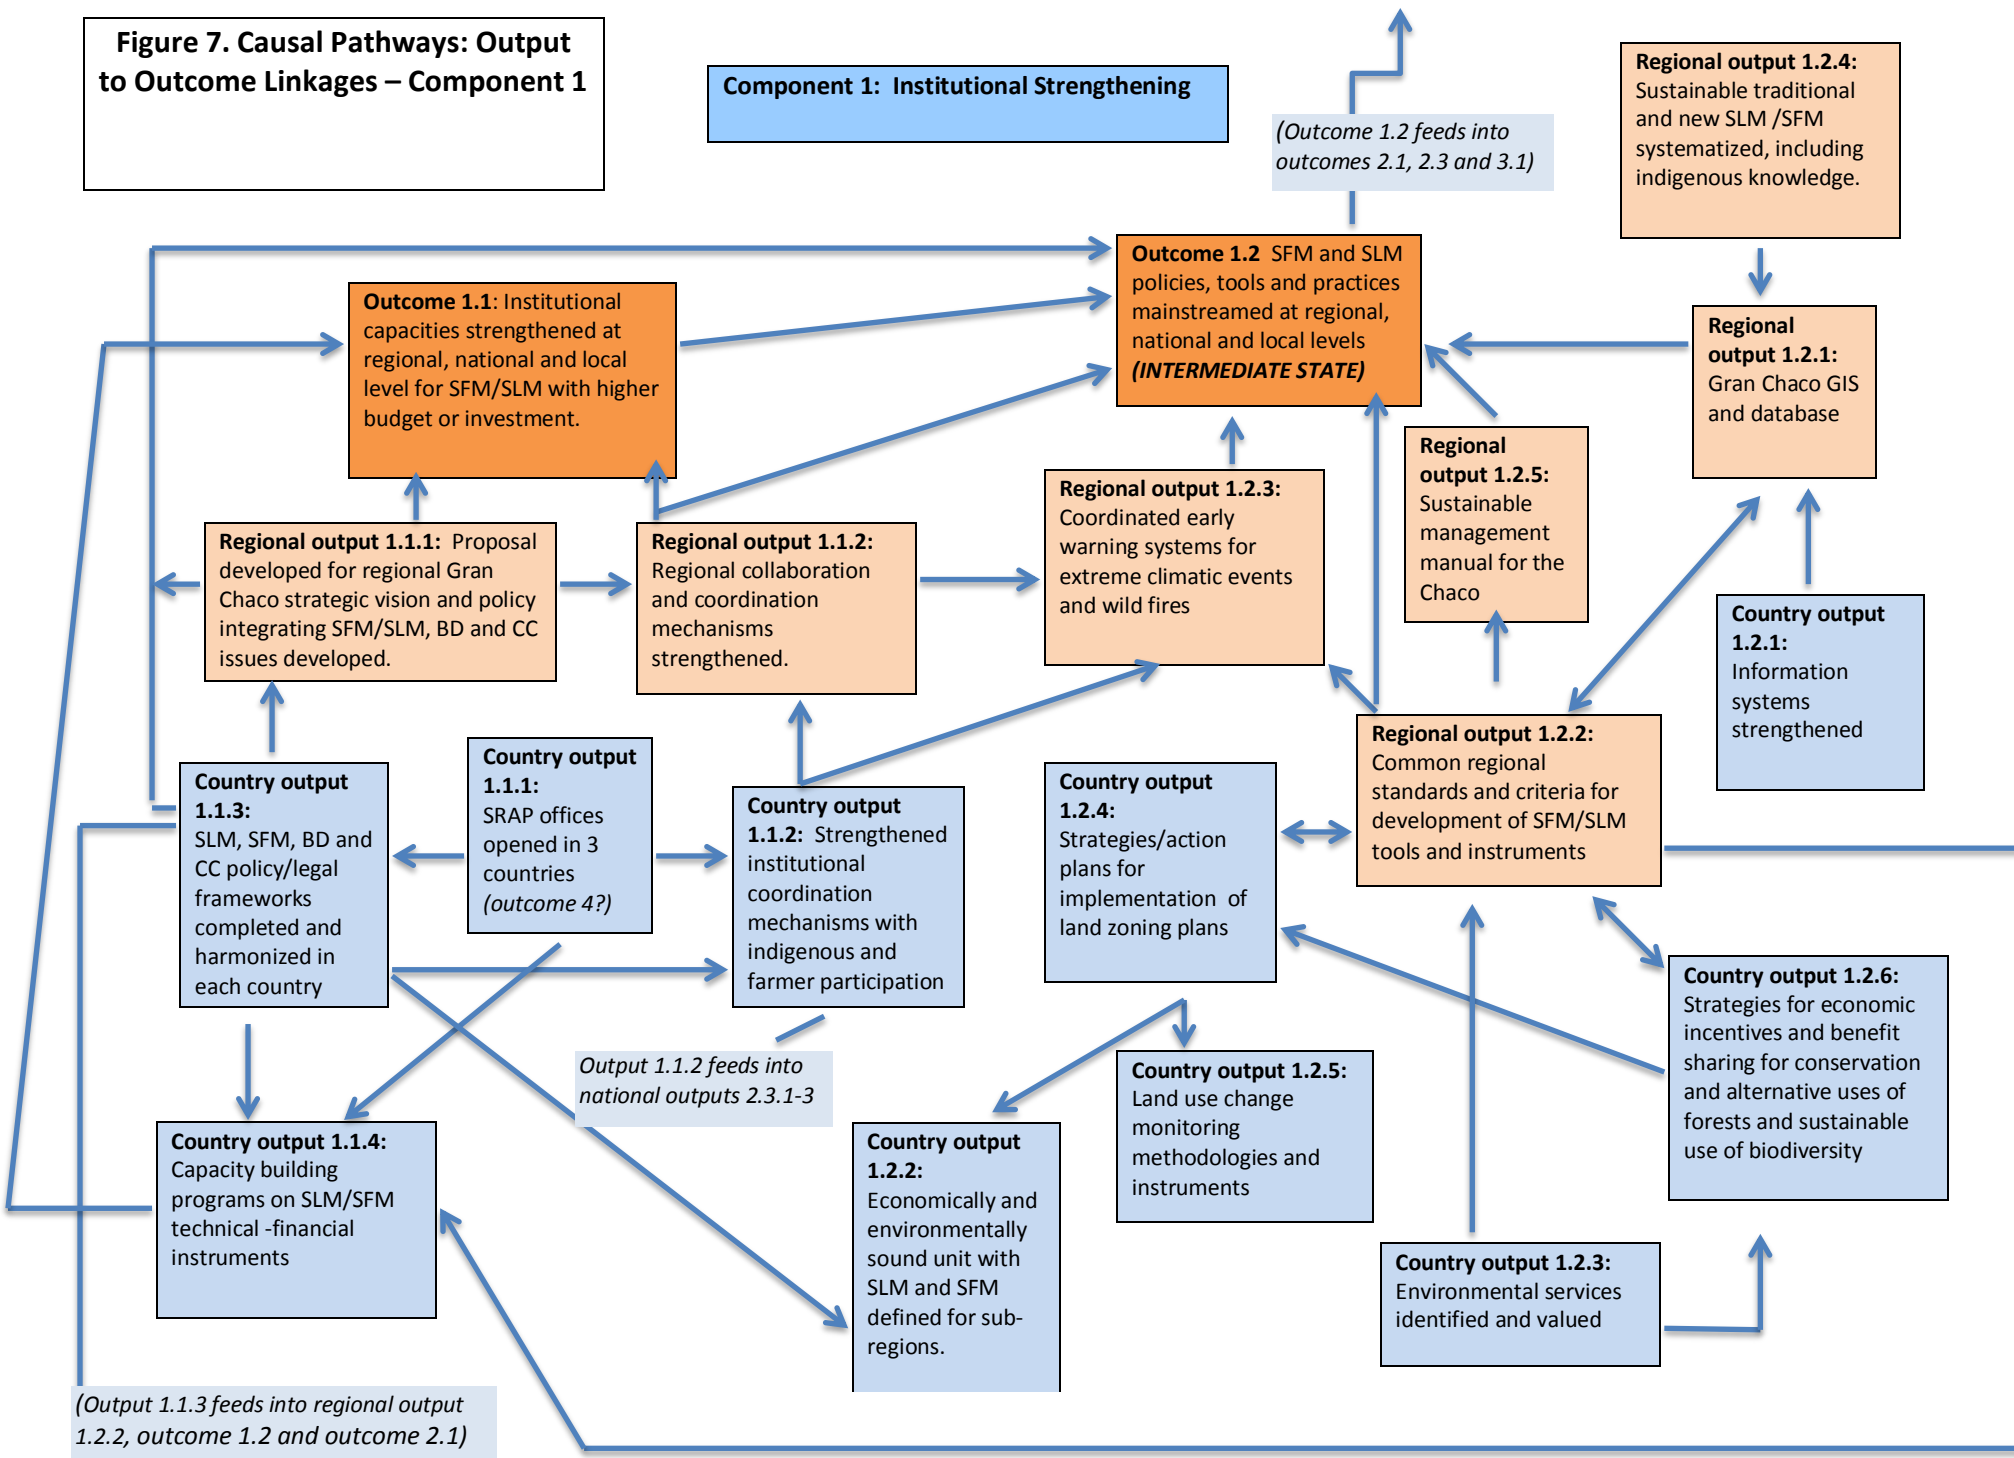 Figure 7. Causal Pathways: Output
to Outcome Linkages – Component 1
Component 1:  Institutional Strengthening
(Outcome 1.2 feeds into
outcomes 2.1, 2.3 and 3.1)
Regional output 1.2.4:
Sustainable traditional
and new SLM /SFM
systematized, including
indigenous knowledge.
Outcome 1.1: Institutional
capacities strengthened at
regional, national and local
level for SFM/SLM with higher
budget or investment.
Outcome 1.2  SFM and SLM
policies, tools and practices
mainstreamed at regional,
national and local levels
(INTERMEDIATE STATE)
Regional
output 1.2.1:
Gran Chaco GIS
and database
Regional output 1.1.1:  Proposal
developed for regional Gran
Chaco strategic vision and policy
integrating SFM/SLM, BD and CC
issues developed.
Regional output 1.1.2:
Regional collaboration
and coordination
mechanisms
strengthened.
Regional output 1.2.3:
Coordinated early
warning systems for
extreme climatic events
and wild fires
Regional
output 1.2.5:
Sustainable
management
manual for the
Chaco
Country output
1.2.1:
Information
systems
strengthened
Country output
1.1.3:
SLM, SFM, BD and
CC policy/legal
frameworks
completed and
harmonized in
each country
Country output
1.1.1:
SRAP offices
opened in 3
countries
(outcome 4?)
Country output
1.1.2:  Strengthened
institutional
coordination
mechanisms with
indigenous and
farmer participation
Country output
1.2.4:
Strategies/action
plans for
implementation  of
land zoning plans
Regional output 1.2.2:
Common regional
standards and criteria for
development of SFM/SLM
tools and instruments
Country output 1.2.6:
Strategies for economic
incentives and benefit
sharing for conservation
and alternative uses of
forests and sustainable
use of biodiversity
Output 1.1.2 feeds into
national outputs 2.3.1-3
Country output 1.2.5:
Land use change
monitoring
methodologies and
instruments
Country output 1.1.4:
Capacity building
programs on SLM/SFM
technical -financial
instruments
Country output
1.2.2:
Economically and
environmentally
sound unit with
SLM and SFM
defined for sub-
regions.
Country output 1.2.3:
Environmental services
identified and valued
(Output 1.1.3 feeds into regional output
1.2.2, outcome 1.2 and outcome 2.1)